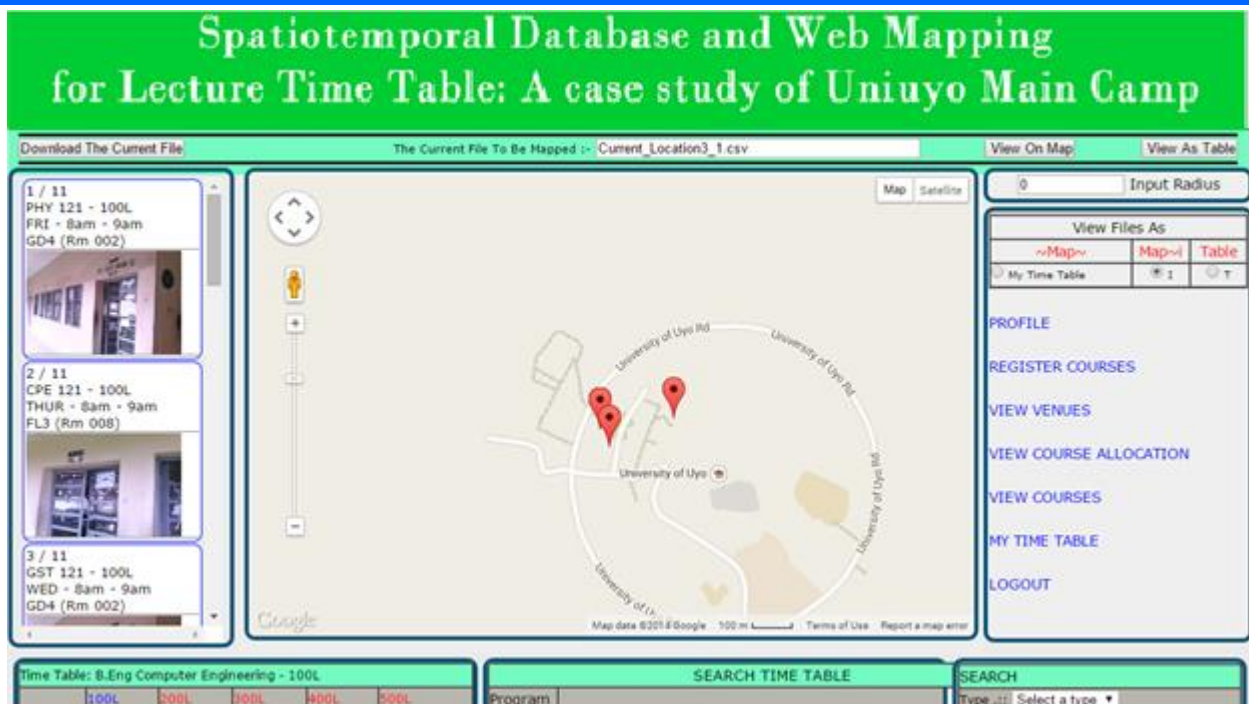 Spatiotemporal Database and Web Mapping
for Lecture Time Table: A case study of Uniuyo Main Camp
Download The Current File
The Current File To Be Mapped :- Current_Location3_1.csv
View On Map
View As Table
1 / 11
PHY 121 - 100L
FRI - 8am - 9am
GD4 (Rm 002)
2 / 11
CPE 121 - 100L
THUR - 8am - 9am
FL3 (Rm 008)
3 / 11
GST 121 - 100L
WED - 8am - 9am
GD4 (Rm 002)
Map Satellite
University of Uyo Rd
University of Uyo Rd
University of Uyo Rd
University of Uyo
University of
Google
Map data ©2014 Google 100 m Terms of Use Report a map error
0 Input Radius
View Files As
~Map~ Map~i Table
My Time Table I T
PROFILE
REGISTER COURSES
VIEW VENUES
VIEW COURSE ALLOCATION
VIEW COURSES
MY TIME TABLE
LOGOUT
Time Table: B.Eng Computer Engineering - 100L
100L 200L 300L 400L 500L
SEARCH TIME TABLE
Program
SEARCH
Type .:: Select a type